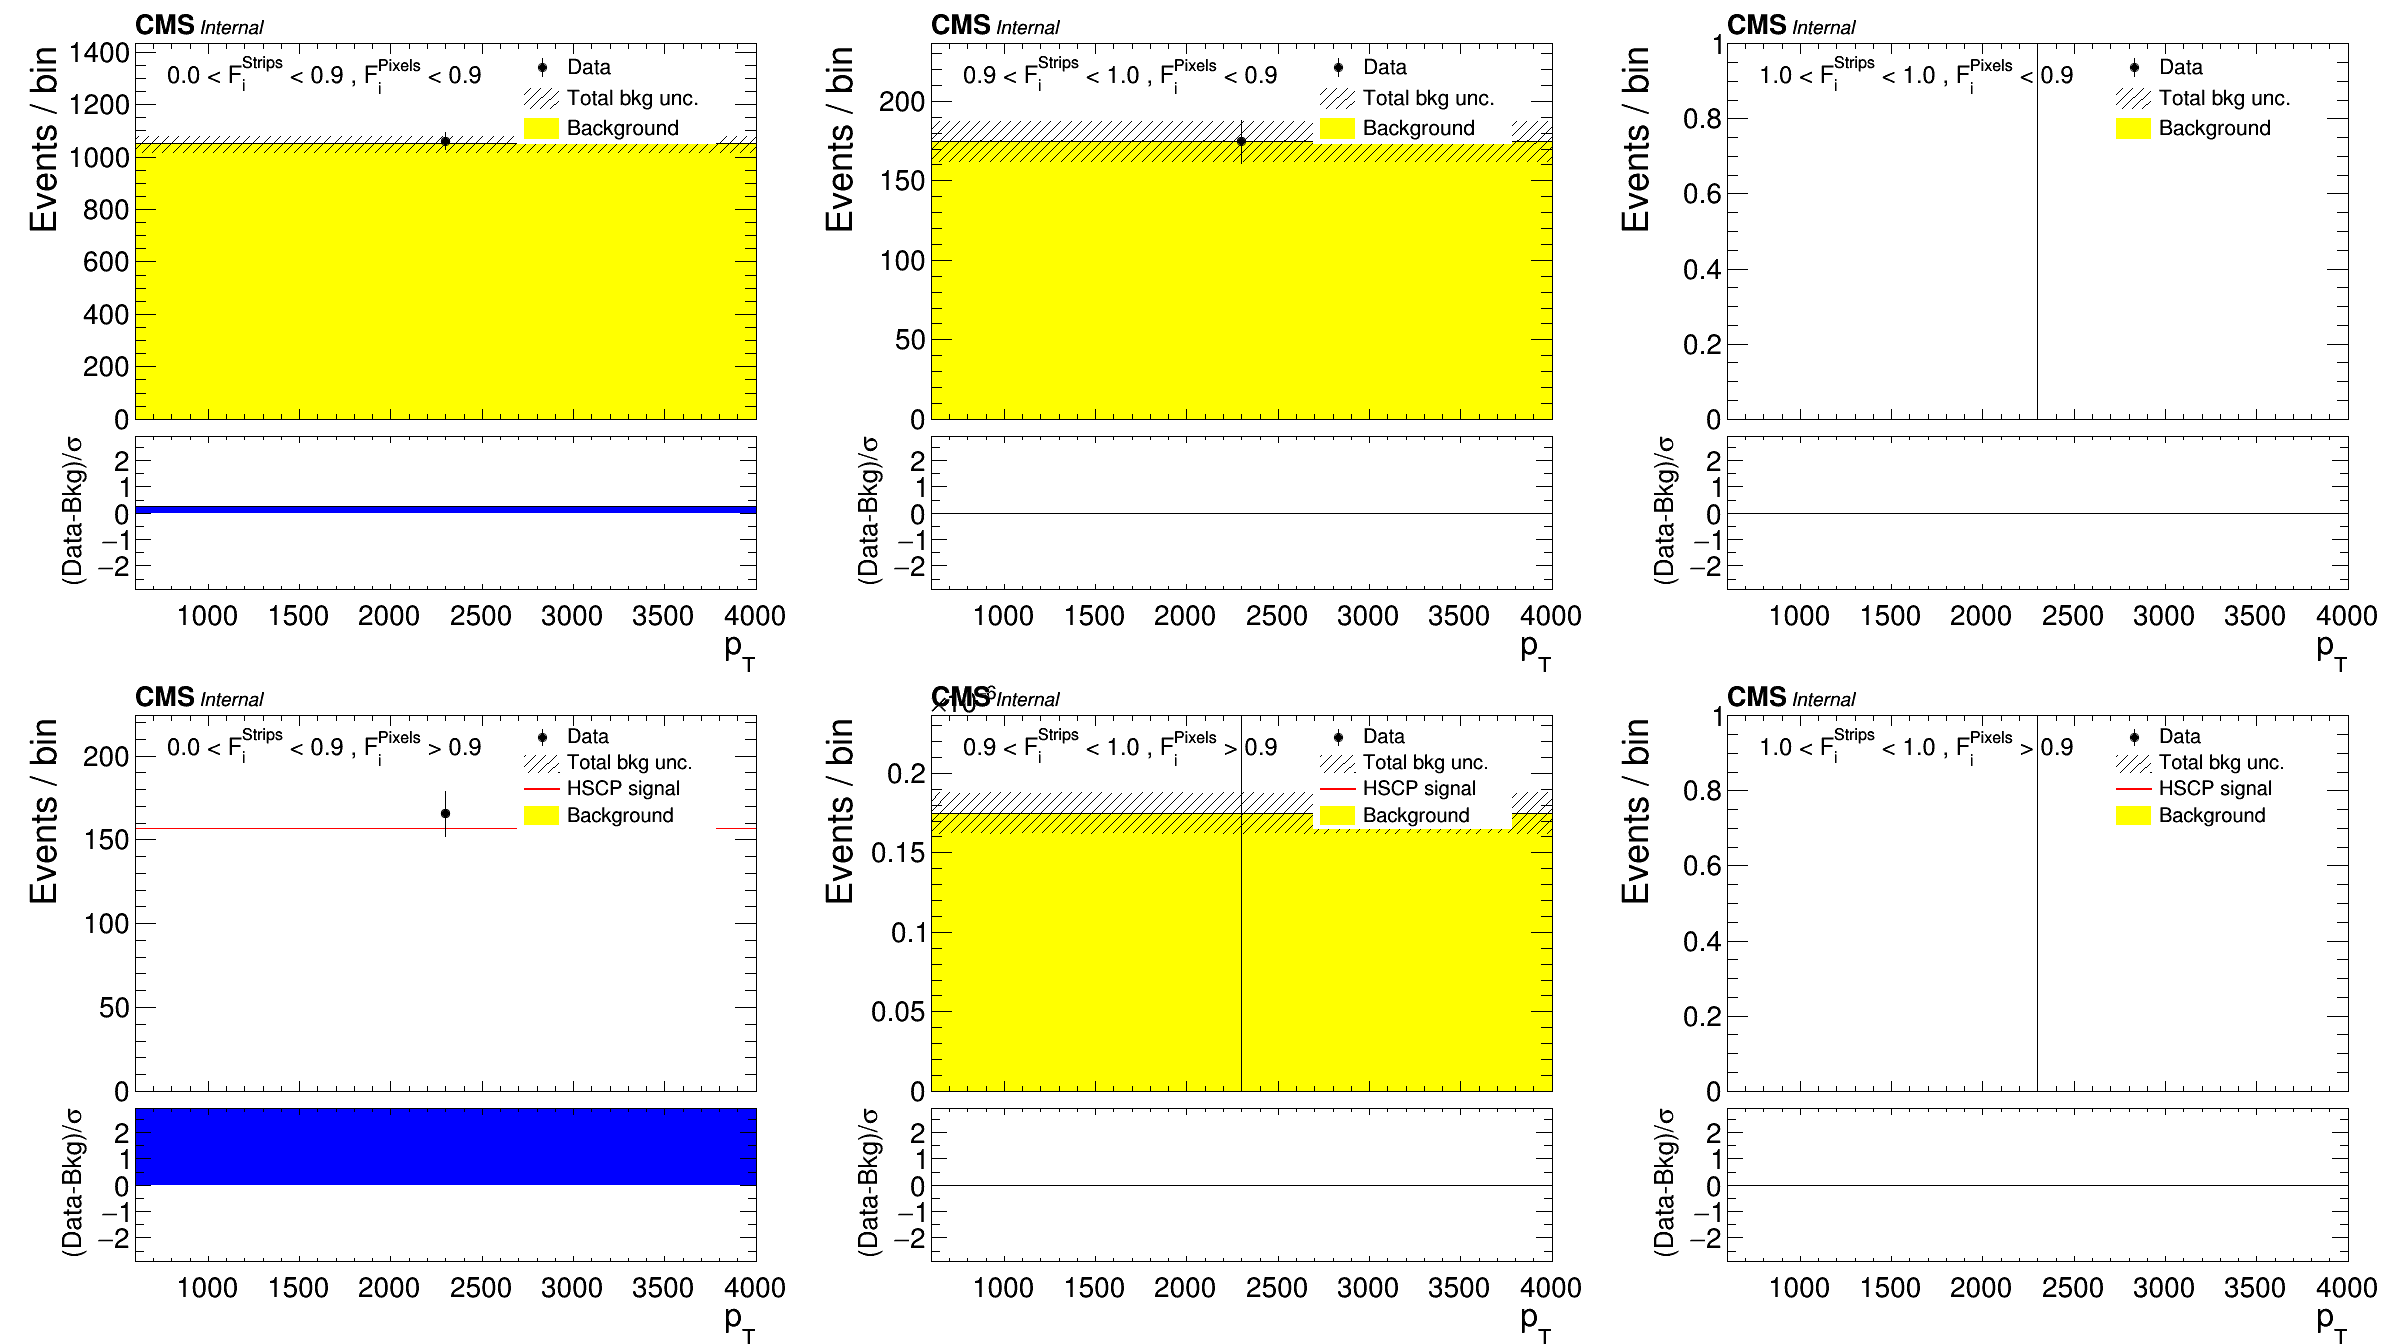 CMS Internal
Events / bin
1400
1200
1000
800
600
400
200
0
0.0 < F_i^Strips < 0.9 , F_i^Pixels < 0.9
Data
Total bkg unc.
Background
(Data-Bkg)/σ
2
1
0
−1
−2
1000 1500 2000 2500 3000 3500 4000
p_T
CMS Internal
Events / bin
200
150
100
50
0
0.9 < F_i^Strips < 1.0 , F_i^Pixels < 0.9
Data
Total bkg unc.
Background
(Data-Bkg)/σ
2
1
0
−1
−2
1000 1500 2000 2500 3000 3500 4000
p_T
CMS Internal
Events / bin
1
0.8
0.6
0.4
0.2
0
1.0 < F_i^Strips < 1.0 , F_i^Pixels < 0.9
Data
Total bkg unc.
Background
(Data-Bkg)/σ
2
1
0
−1
−2
1000 1500 2000 2500 3000 3500 4000
p_T
CMS Internal
Events / bin
200
150
100
50
0
0.0 < F_i^Strips < 0.9 , F_i^Pixels > 0.9
Data
Total bkg unc.
HSCP signal
Background
(Data-Bkg)/σ
2
1
0
−1
−2
1000 1500 2000 2500 3000 3500 4000
p_T
CMS Internal
×10^−6
Events / bin
0.2
0.15
0.1
0.05
0
0.9 < F_i^Strips < 1.0 , F_i^Pixels > 0.9
Data
Total bkg unc.
HSCP signal
Background
(Data-Bkg)/σ
2
1
0
−1
−2
1000 1500 2000 2500 3000 3500 4000
p_T
CMS Internal
Events / bin
1
0.8
0.6
0.4
0.2
0
1.0 < F_i^Strips < 1.0 , F_i^Pixels > 0.9
Data
Total bkg unc.
HSCP signal
Background
(Data-Bkg)/σ
2
1
0
−1
−2
1000 1500 2000 2500 3000 3500 4000
p_T